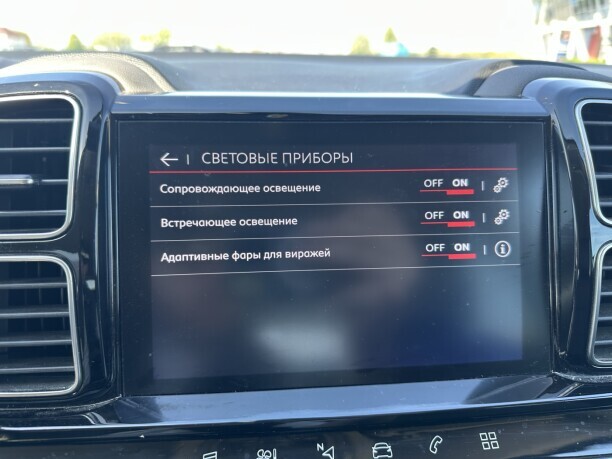 ← | СВЕТОВЫЕ ПРИБОРЫ
Сопровождающее освещение OFF ON |
Встречающее освещение OFF ON |
Адаптивные фары для виражей OFF ON | i
N